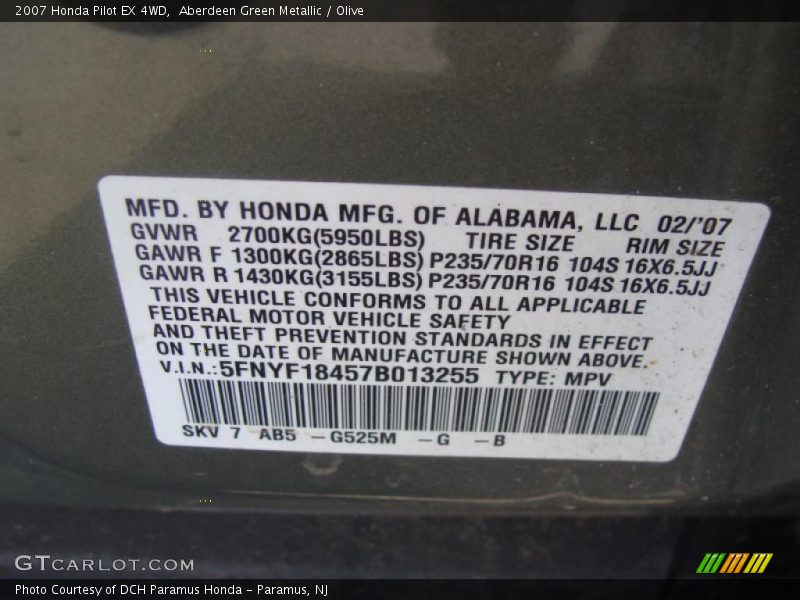 2007 Honda Pilot EX 4WD,  Aberdeen Green Metallic / Olive
MFD. BY HONDA MFG. OF ALABAMA, LLC 02/'07
GVWR 2700KG(5950LBS) TIRE SIZE RIM SIZE
GAWR F 1300KG(2865LBS) P235/70R16 104S 16X6.5JJ
GAWR R 1430KG(3155LBS) P235/70R16 104S 16X6.5JJ
THIS VEHICLE CONFORMS TO ALL APPLICABLE
FEDERAL MOTOR VEHICLE SAFETY
AND THEFT PREVENTION STANDARDS IN EFFECT
ON THE DATE OF MANUFACTURE SHOWN ABOVE.
V.I.N.:5FNYF18457B013255 TYPE: MPV
SKV 7 AB5 -G525M -G -B
GTCARLOT.COM
Photo Courtesy of DCH Paramus Honda - Paramus, NJ